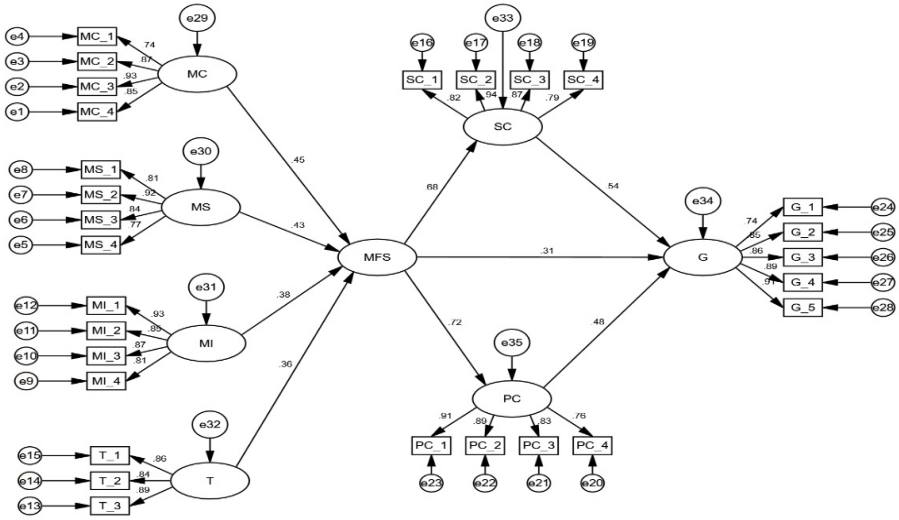 e29
e33
e4 MC_1
e16 e17 e18 e19
e3 MC_2
.74
.87
MC
e2 MC_3
.93
SC_1 SC_2 SC_3 SC_4
e1 MC_4
.85
.82 .94 .87 .79
SC
e30
e8 MS_1
.45
.81
e7 MS_2
.92
.68
.54
e34
MS
G_1 e24
e6 MS_3
.84
74
e5 MS_4
.77
.43
.85
G_2 e25
MFS
.31
G
.86
G_3 e26
.89
G_4 e27
e31
.38
.91
G_5 e28
e12 MI_1
.93
e11 MI_2
.85
.72
48
MI
e35
e10 MI_3
.87
e9 MI_4
.81
.36
PC
e32
.91 .89 .83 .76
PC_1 PC_2 PC_3 PC_4
e15 T_1
.86
e14 T_2
.84
T
e23 e22 e21 e20
e13 T_3
.89